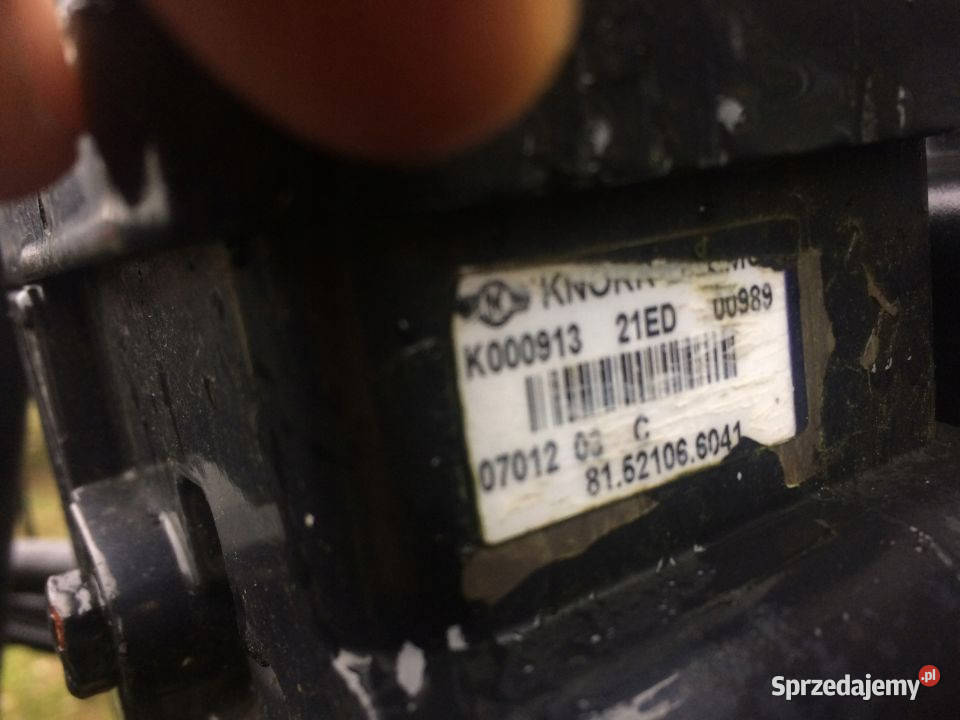 KNORR
K000913 21ED 00989
07012 03 C
81.52106.6041
Sprzedajemy.pl